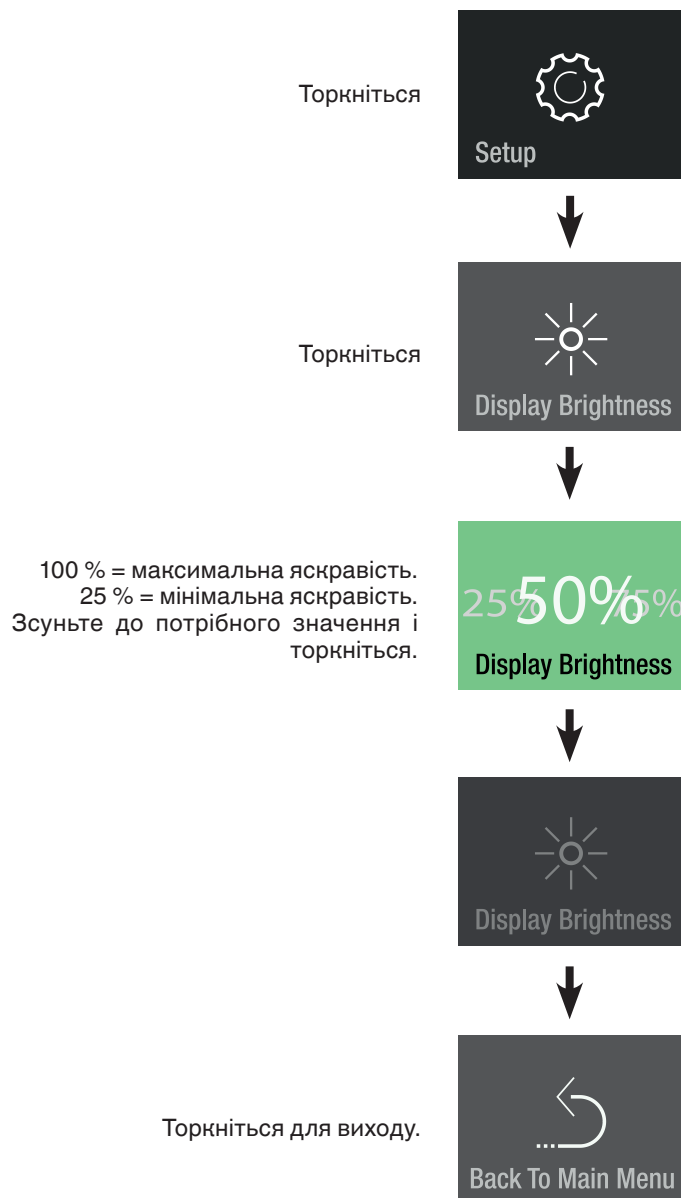 Торкніться
Setup
Торкніться
Display Brightness
100 % = максимальна яскравість.
25 % = мінімальна яскравість.
Зсуньте до потрібного значення і
торкніться.
25% 50% 75%
Display Brightness
Display Brightness
Торкніться для виходу.
Back To Main Menu